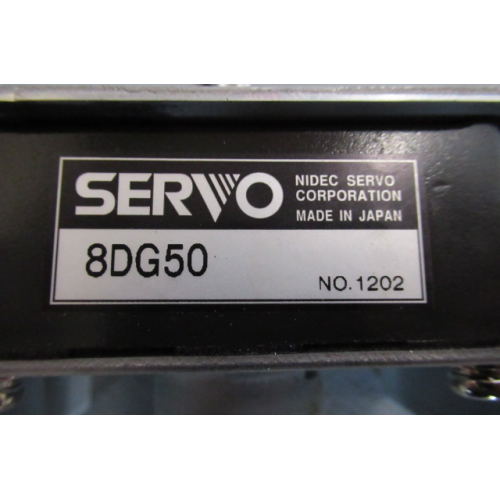 SERVO
NIDEC SERVO
CORPORATION
MADE IN JAPAN
8DG50
NO.1202